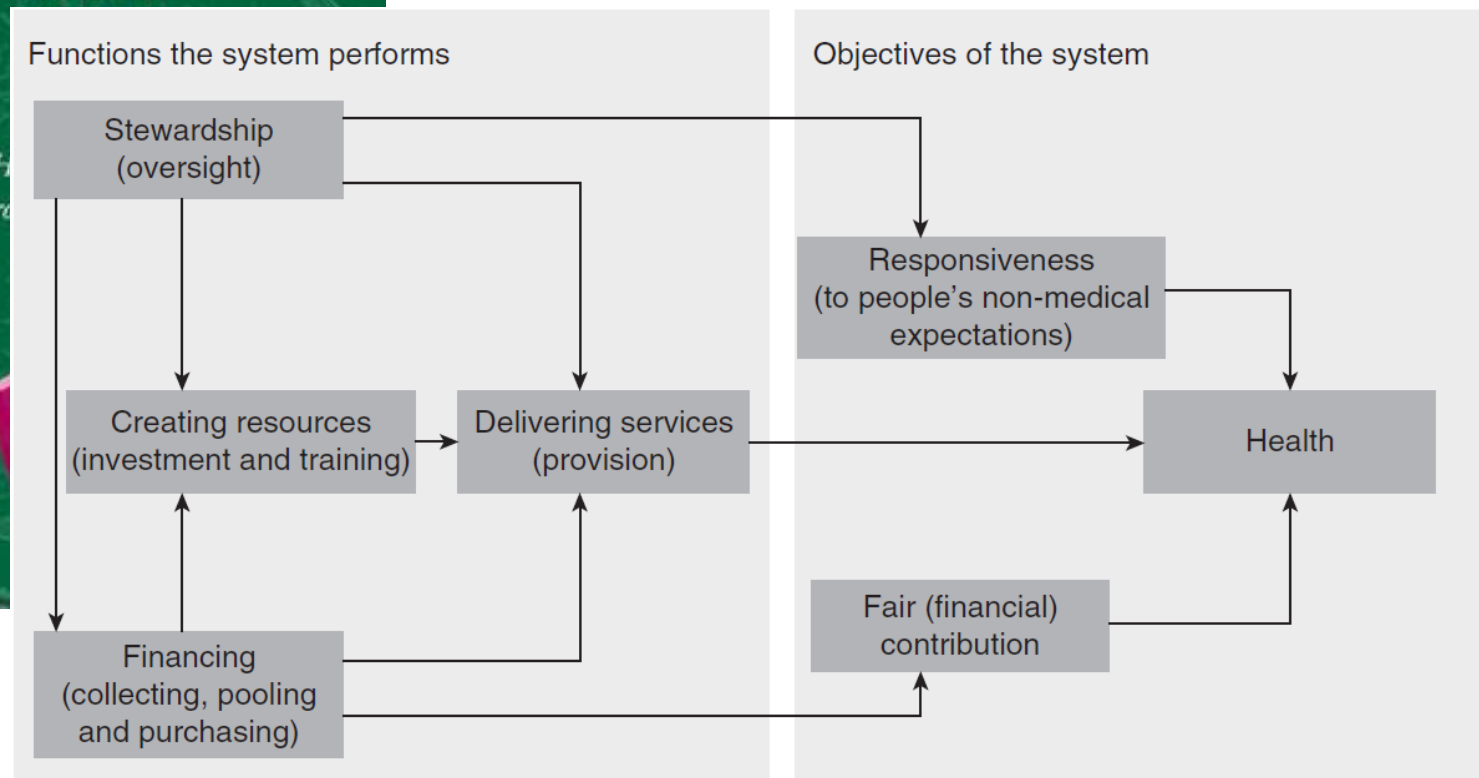 Functions the system performs
Stewardship
(oversight)
Creating resources
(investment and training)
Delivering services
(provision)
Financing
(collecting, pooling
and purchasing)
Objectives of the system
Responsiveness
(to people’s non-medical
expectations)
Health
Fair (financial)
contribution